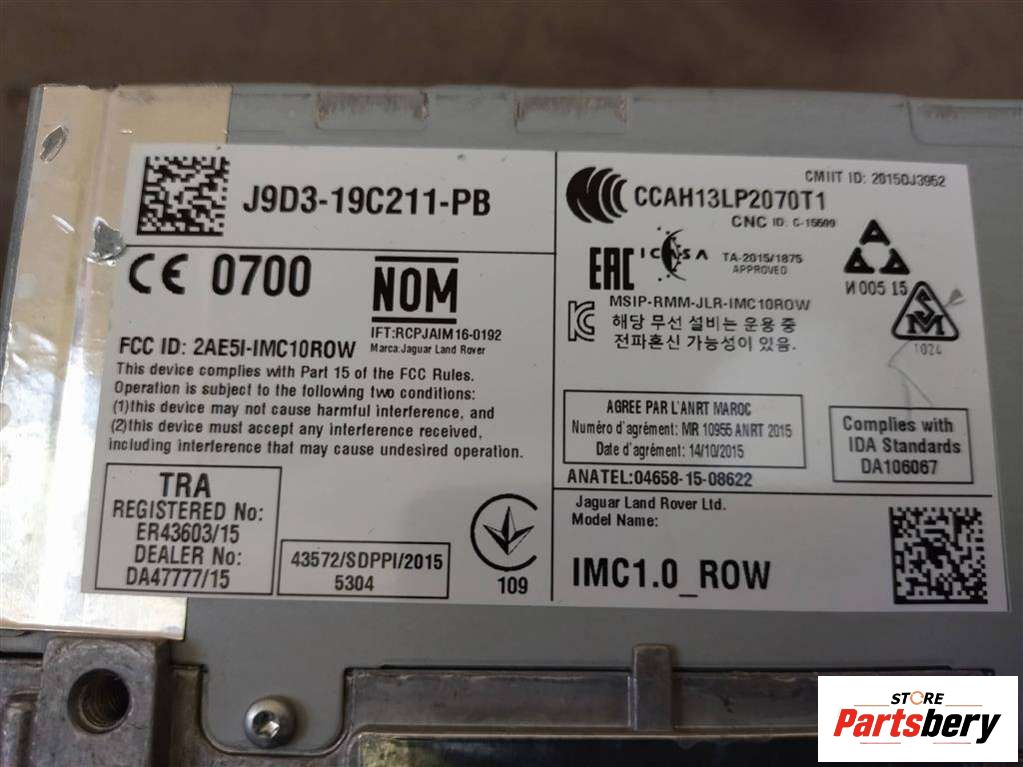 J9D3-19C211-PB
CE 0700
NOM
IFT:RCPJAIM16-0192
Marca:Jaguar Land Rover
FCC ID: 2AE5I-IMC10ROW
This device complies with Part 15 of the FCC Rules.
Operation is subject to the following two conditions:
(1)this device may not cause harmful interference, and
(2)this device must accept any interference received,
including interference that may cause undesired operation.
TRA
REGISTERED No:
ER43603/15
DEALER No:
DA47777/15
43572/SDPPI/2015
5304
109
CMIIT ID: 2015DJ3952
CCAH13LP2070T1
CNC ID: C-15599
EAC
ICASA
TA-2015/1875
APPROVED
И 005 15
MSIP-RMM-JLR-IMC10ROW
해당 무선 설비는 운용 중
전파혼신 가능성이 있음.
1024
AGREE PAR L'ANRT MAROC
Numéro d'agrément: MR 10955 ANRT 2015
Date d'agrément: 14/10/2015
Complies with
IDA Standards
DA106067
ANATEL:04658-15-08622
Jaguar Land Rover Ltd.
Model Name:
IMC1.0_ROW
STORE
Partsbery